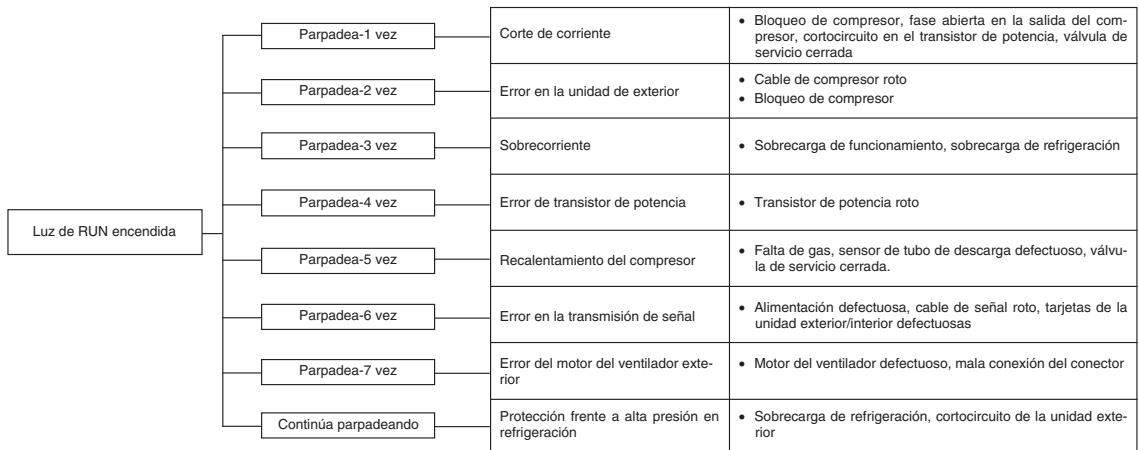 Parpadea-1 vez
Corte de corriente
• Bloqueo de compresor, fase abierta en la salida del com-
presor, cortocircuito en el transistor de potencia, válvula de
servicio cerrada
Parpadea-2 vez
Error en la unidad de exterior
• Cable de compresor roto
• Bloqueo de compresor
Parpadea-3 vez
Sobrecorriente
• Sobrecarga de funcionamiento, sobrecarga de refrigeración
Parpadea-4 vez
Error de transistor de potencia
• Transistor de potencia roto
Luz de RUN encendida
Parpadea-5 vez
Recalentamiento del compresor
• Falta de gas, sensor de tubo de descarga defectuoso, válvu-
la de servicio cerrada.
Parpadea-6 vez
Error en la transmisión de señal
• Alimentación defectuosa, cable de señal roto, tarjetas de la
unidad exterior/interior defectuosas
Parpadea-7 vez
Error del motor del ventilador exte-
rior
• Motor del ventilador defectuoso, mala conexión del conector
Continúa parpadeando
Protección frente a alta presión en
refrigeración
• Sobrecarga de refrigeración, cortocircuito de la unidad exte-
rior